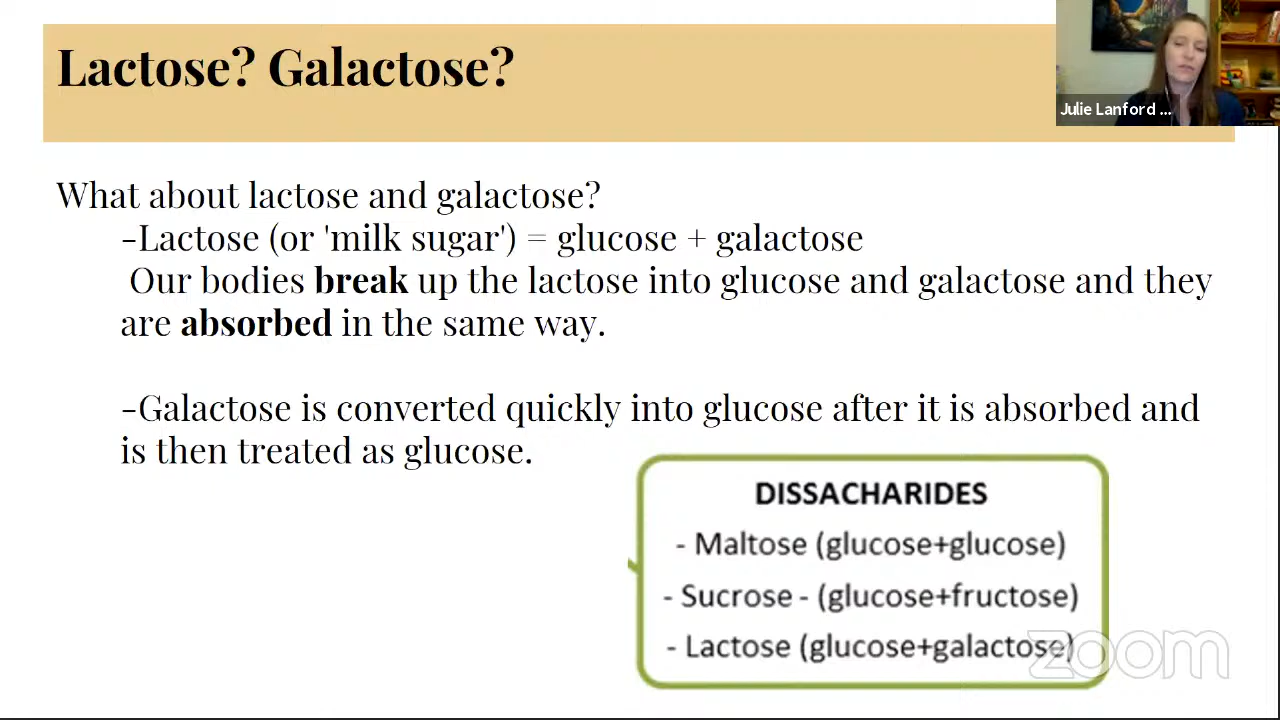 Lactose? Galactose?
Julie Lanford ...
What about lactose and galactose?
-Lactose (or 'milk sugar') = glucose + galactose
Our bodies break up the lactose into glucose and galactose and they
are absorbed in the same way.
-Galactose is converted quickly into glucose after it is absorbed and
is then treated as glucose.
DISSACHARIDES
- Maltose (glucose+glucose)
- Sucrose - (glucose+fructose)
- Lactose (glucose+galactose)
zoom